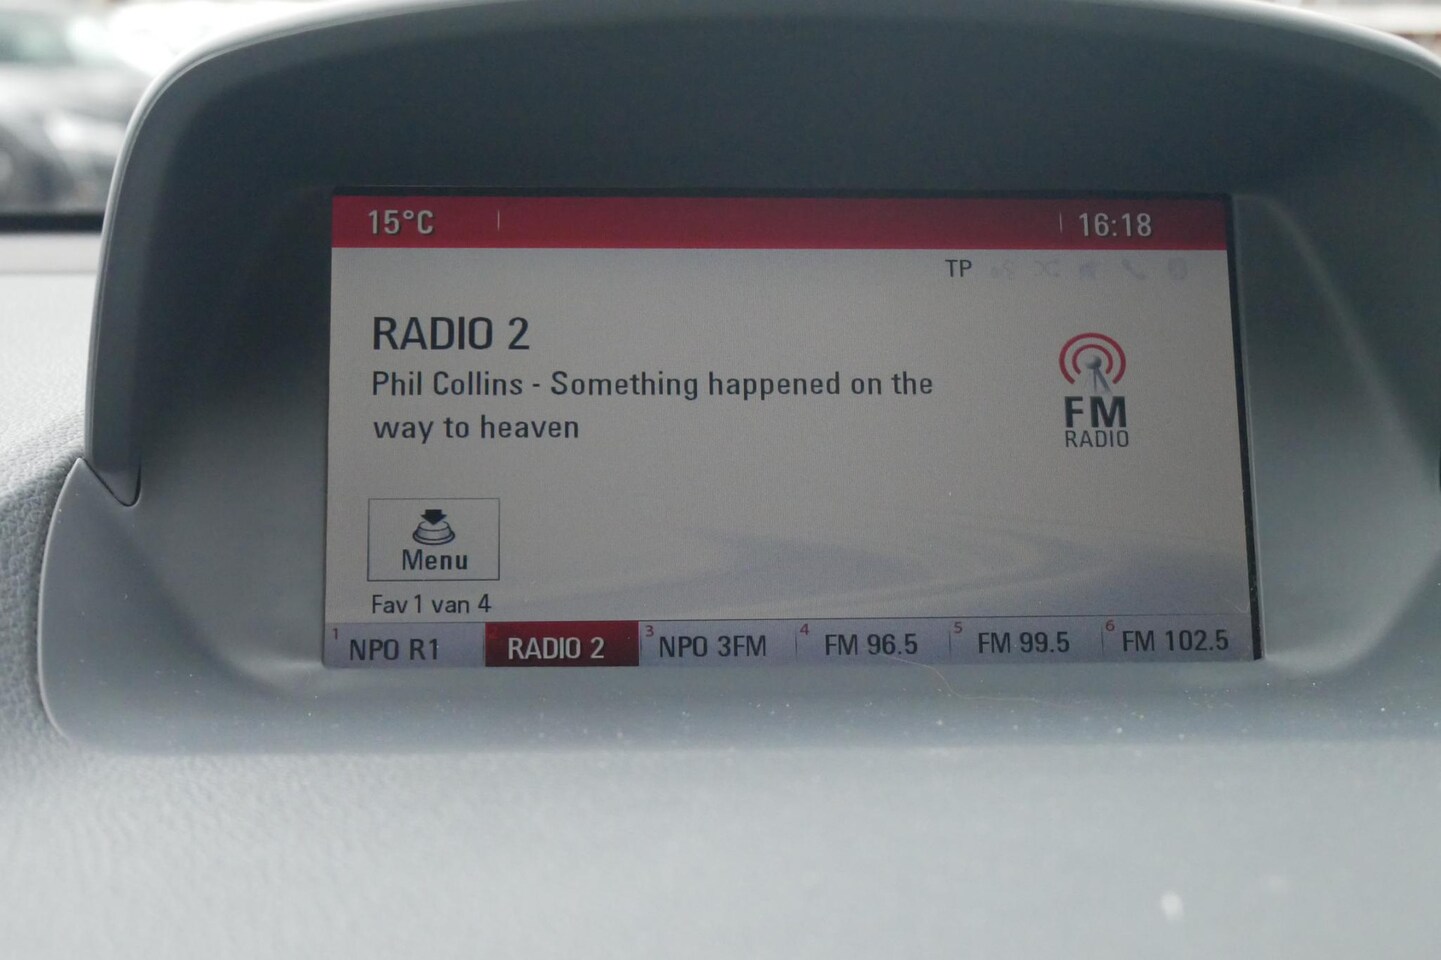 15°C
16:18
TP
RADIO 2
Phil Collins - Something happened on the
way to heaven
FM
RADIO
Menu
Fav 1 van 4
1 NPO R1
RADIO 2
3 NPO 3FM
4 FM 96.5
5 FM 99.5
6 FM 102.5